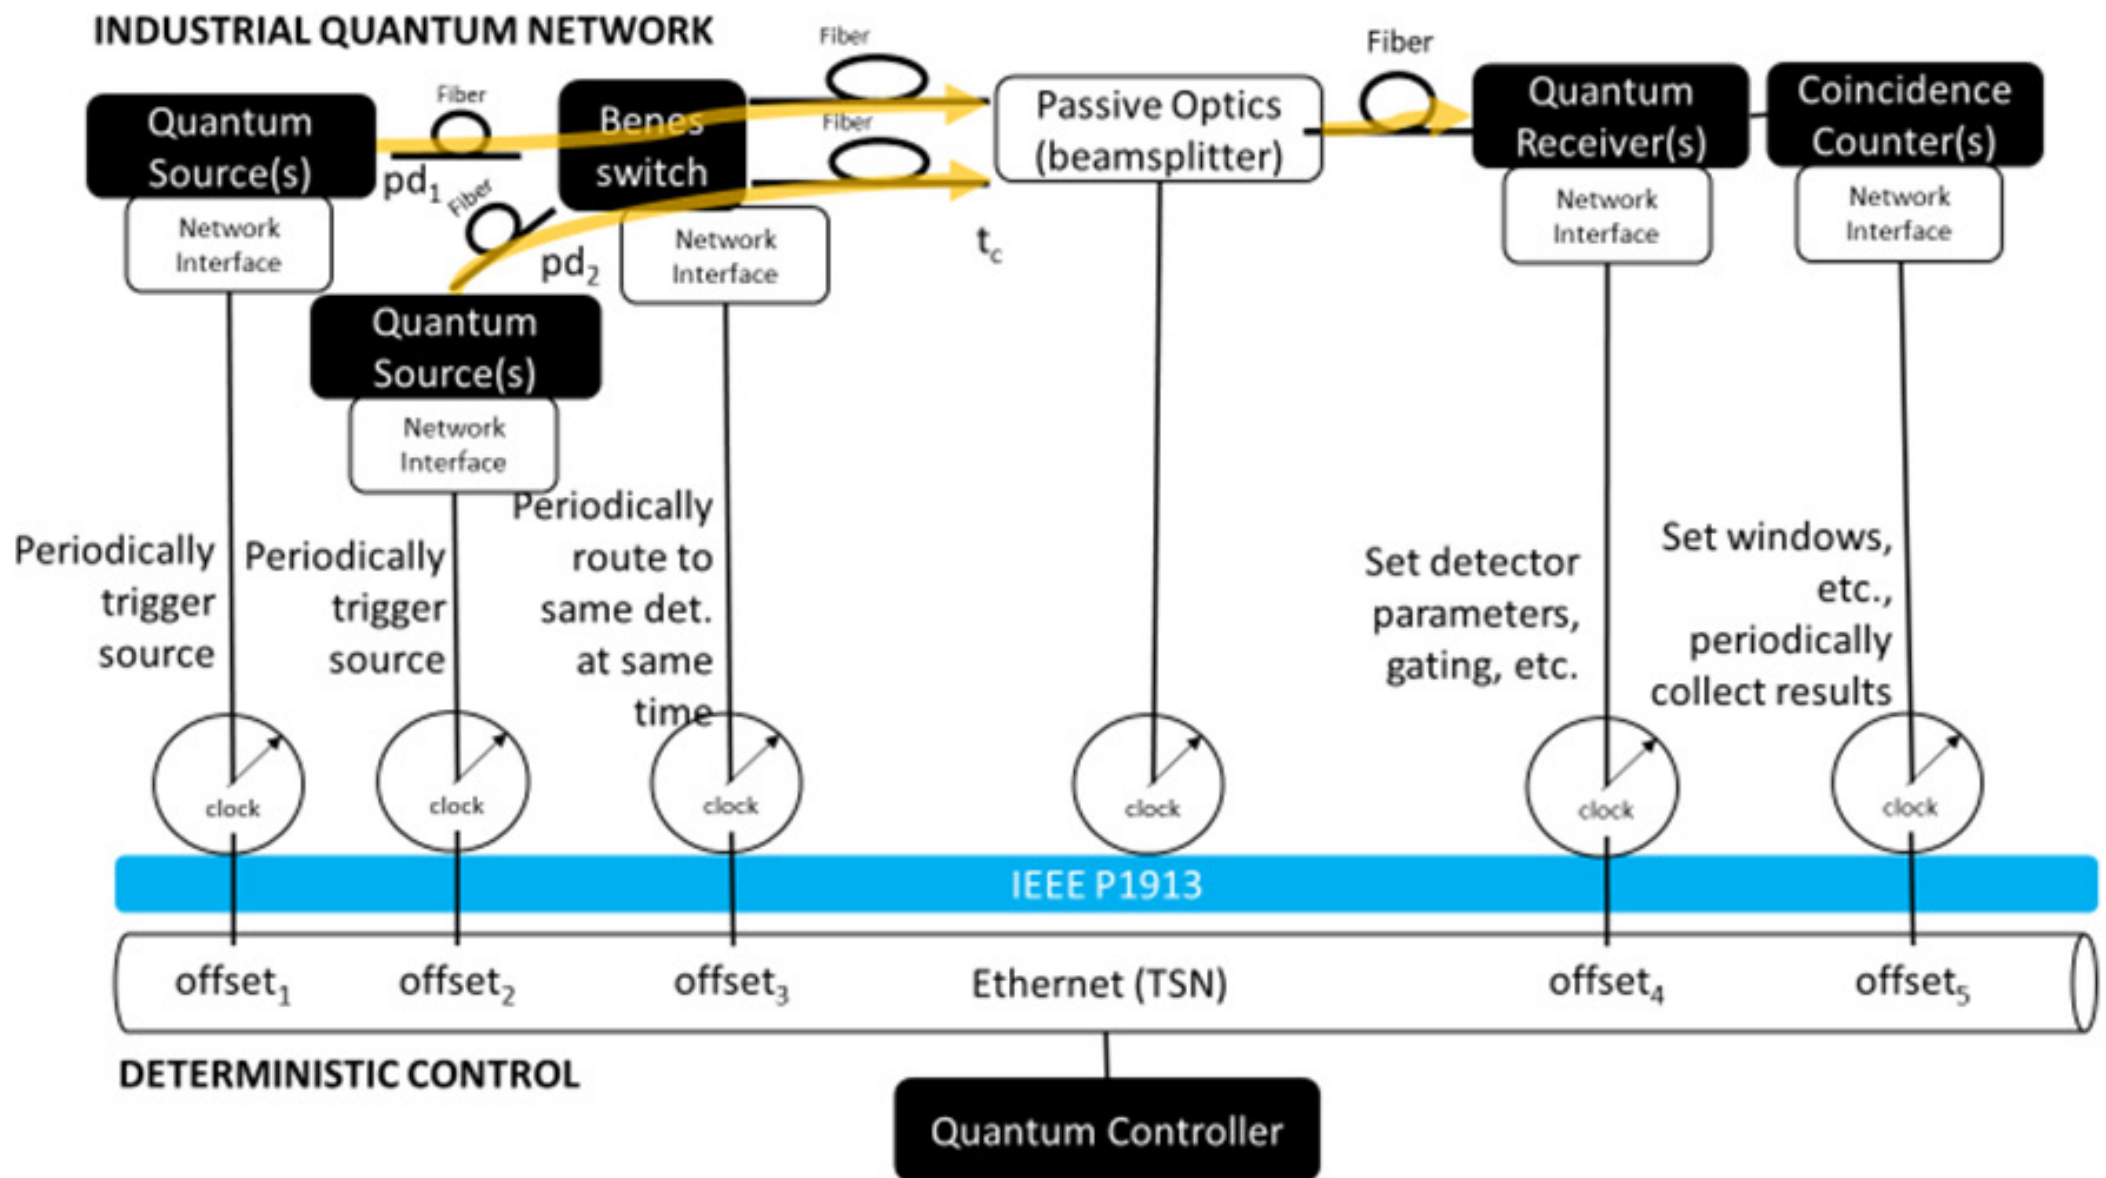 INDUSTRIAL QUANTUM NETWORK
Quantum
Source(s)
Network
Interface
Fiber
pd1
Fiber
pd2
Quantum
Source(s)
Network
Interface
Benes
switch
Network
Interface
Fiber
Fiber
tc
Passive Optics
(beamsplitter)
Fiber
Quantum
Receiver(s)
Network
Interface
Coincidence
Counter(s)
Network
Interface
Periodically
trigger
source
Periodically
trigger
source
Periodically
route to
same det.
at same
time
Set detector
parameters,
gating, etc.
Set windows,
etc.,
periodically
collect results
clock
clock
clock
clock
clock
clock
IEEE P1913
offset1
offset2
offset3
Ethernet (TSN)
offset4
offset5
DETERMINISTIC CONTROL
Quantum Controller